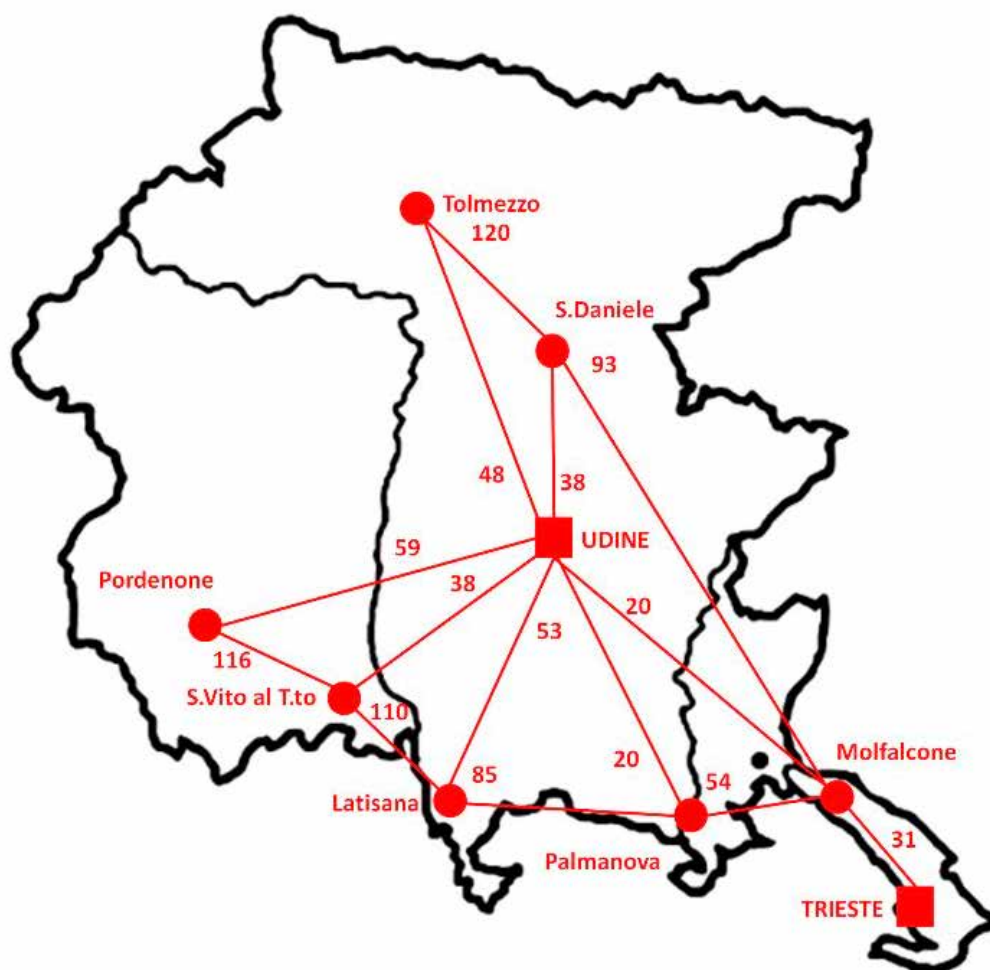 Tolmezzo
120
S.Daniele
93
48
38
UDINE
59
Pordenone
38
20
53
116
S.Vito al T.to
110
Molfalcone
20
85
54
Latisana
31
Palmanova
TRIESTE